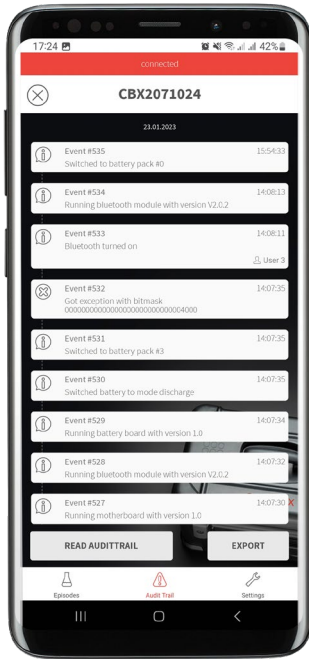 17:24 42%
connected
CBX2071024
23.01.2023
Event #535 15:54:33
Switched to battery pack #0
Event #534 14:08:13
Running bluetooth module with version V2.0.2
Event #533 14:08:11
Bluetooth turned on
User 3
Event #532 14:07:35
Got exception with bitmask
Event #531 14:07:35
Switched to battery pack #3
Event #530 14:07:35
Switched battery to mode discharge
Event #529 14:07:34
Running battery board with version 1.0
Event #528 14:07:32
Running bluetooth module with version V2.0.2
Event #527 14:07:30 X
Running motherboard with version 1.0
READ AUDITTRAIL EXPORT
Episodes Audit Trail Settings